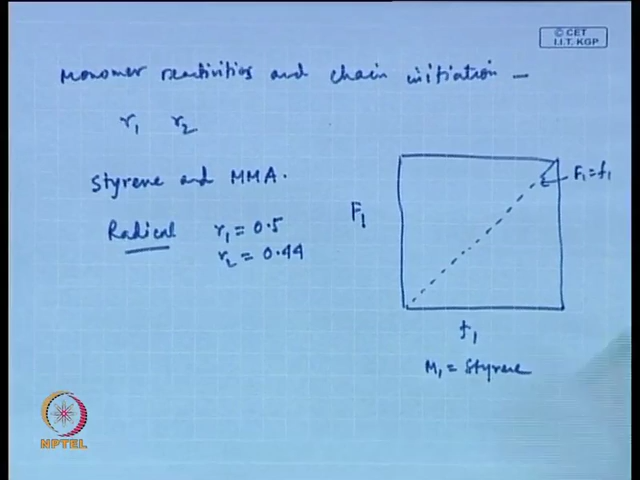 © CET
I.I.T. KGP
Monomer reactivities and chain initiation –
r₁ r₂
Styrene and MMA.
Radical r₁ = 0.5
r₂ = 0.44
F₁
F₁=f₁
f₁
M₁ = Styrene
NPTEL